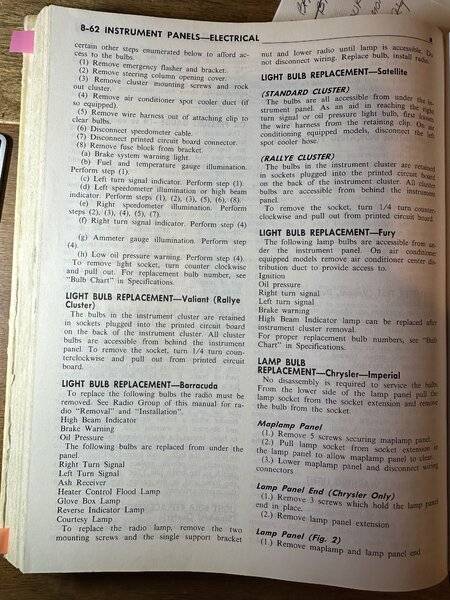 8-62 INSTRUMENT PANELS—ELECTRICAL
certain other steps enumerated below to afford ac-
cess to the bulbs.
(1) Remove emergency flasher and bracket.
(2) Remove steering column opening cover.
(3) Remove cluster mounting screws and rock
out cluster.
(4) Remove air conditioner spot cooler duct (if
so equipped).
(5) Remove wire harness out of attaching clip to
clear bulbs.
(6) Disconnect speedometer cable.
(7) Disconnect printed circuit board connector.
(8) Remove fuse block from bracket.
(a) Brake system warning light.
(b) Fuel and temperature gauge illumination.
Perform step (1).
(c) Left turn signal indicator. Perform step (1).
(d) Left speedometer illumination or high beam
indicator. Perform steps (1), (2), (3), (5), (6), (8).
(e) Right speedometer illumination. Perform
steps (2), (3), (4), (5), (7).
(f) Right turn signal indicator. Perform step (4)
.
(g) Ammeter gauge illumination. Perform step
(4).
(h) Low oil pressure warning. Perform step (4).
To remove light socket, turn counter clockwise
and pull out. For replacement bulb number, see
"Bulb Chart" in Specifications.
LIGHT BULB REPLACEMENT—Valiant (Rallye
Cluster)
The bulbs in the instrument cluster are retained
in sockets plugged into the printed circuit board
on the back of the instrument cluster. All cluster
bulbs are accessible from behind the instrument
panel. To remove the socket, turn 1/4 turn coun-
terclockwise and pull out from printed circuit
board.
LIGHT BULB REPLACEMENT—Barracuda
To replace the following bulbs the radio must be
removed. See Radio Group of this manual for ra-
dio "Removal" and "Installation".
High Beam Indicator
Brake Warning
Oil Pressure
The following bulbs are replaced from under the
panel.
Right Turn Signal
Left Turn Signal
Ash Receiver
Heater Control Flood Lamp
Glove Box Lamp
Reverse Indicator Lamp
Courtesy Lamp
To replace the radio lamp, remove the two
mounting screws and the single support bracket
nut and lower radio until lamp is accessible. Do
not disconnect wiring. Replace bulb, install radio.
LIGHT BULB REPLACEMENT—Satellite
(STANDARD CLUSTER)
The bulbs are all accessible from under the in-
strument panel. As an aid in reaching the right
turn signal or oil pressure light bulb, first loosen
the wire harness from the retaining clip. On air
conditioning equipped models, disconnect the left
spot cooler hose.
(RALLYE CLUSTER)
The bulbs in the instrument cluster are retained
in sockets plugged into the printed circuit board
on the back of the instrument cluster. All cluster
bulbs are accessible from behind the instrument
panel.
To remove the socket, turn 1/4 turn counter-
clockwise and pull out from printed circuit board.
LIGHT BULB REPLACEMENT—Fury
The following lamp bulbs are accessible from un-
der the instrument panel. On air conditioner
equipped models remove air conditioner center dis-
tribution duct to provide access to.
Ignition
Oil pressure
Right turn signal
Left turn signal
Brake warning
High Beam Indicator lamp can be replaced after
instrument cluster removal.
For proper replacement bulb numbers, see "Bulb
Chart" in Specifications.
LAMP BULB
REPLACEMENT—Chrysler—Imperial
No disassembly is required to service the bulbs.
From the lower side of the lamp panel pull the
lamp socket from the socket extension and remove
the bulb from the socket.
Maplamp Panel
(1.) Remove 5 screws securing maplamp panel.
(2.) Pull lamp socket from socket extension in
the lamp panel to allow maplamp panel to clear.
(3.) Lower maplamp panel and disconnect wiring
connectors
Lamp Panel End (Chrysler Only)
(1.) Remove 3 screws which hold the lamp panel
end in place.
(2.) Remove lamp panel extension
Lamp Panel (Fig. 2)
(1.) Remove maplamp and lamp panel end